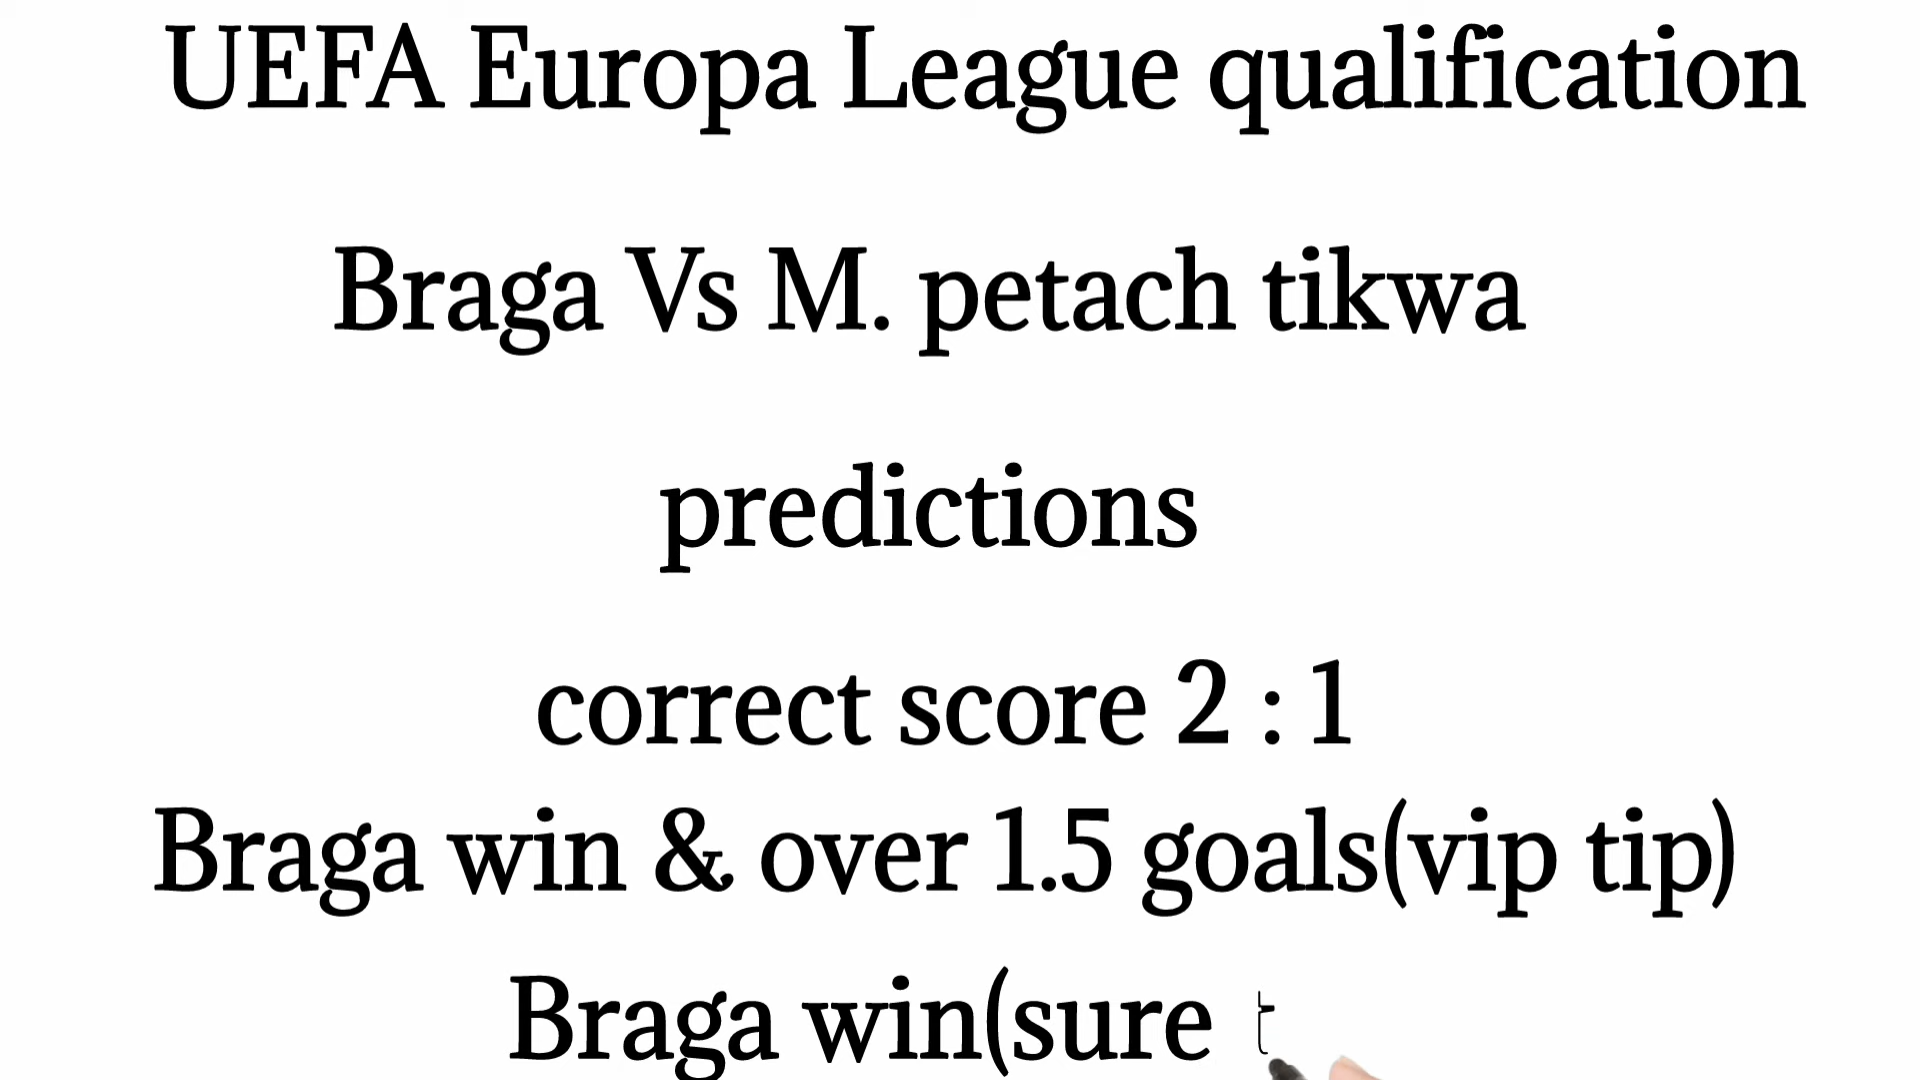 UEFA Europa League qualification
Braga Vs M. petach tikwa
predictions
correct score 2 : 1
Braga win & over 1.5 goals(vip tip)
Braga win(sure t